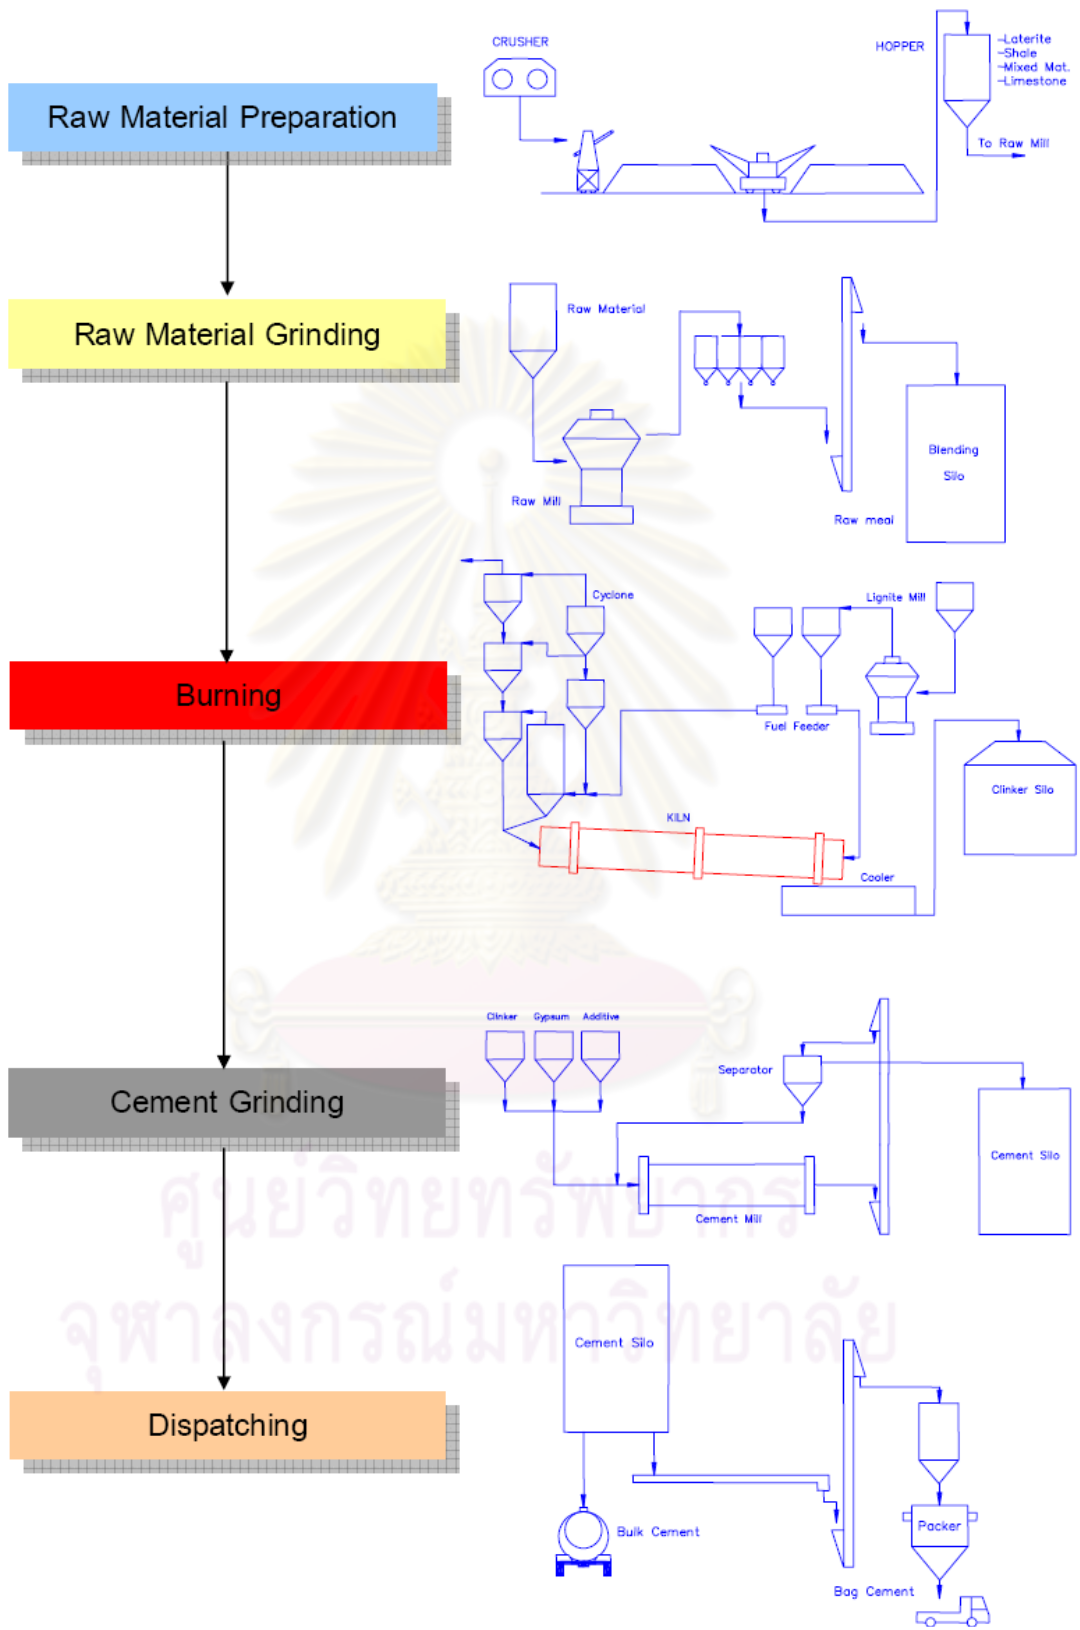 CRUSHER
HOPPER
-Laterite
-Shale
-Mixed Mat.
-Limestone
To Raw Mill
Raw Material Preparation
Raw Material Grinding
Raw Material
Raw Mill
Raw meal
Blending
Silo
Cyclone
Lignite Mill
Fuel Feeder
Burning
Clinker Silo
KILN
Cooler
Clinker
Gypsum
Additive
Separator
Cement Grinding
Cement Silo
Cement Mill
ศูนย์วิทยทรัพยากร
จุฬาลงกรณ์มหาวิทยาลัย
Cement Silo
Dispatching
Bulk Cement
Packer
Bag Cement